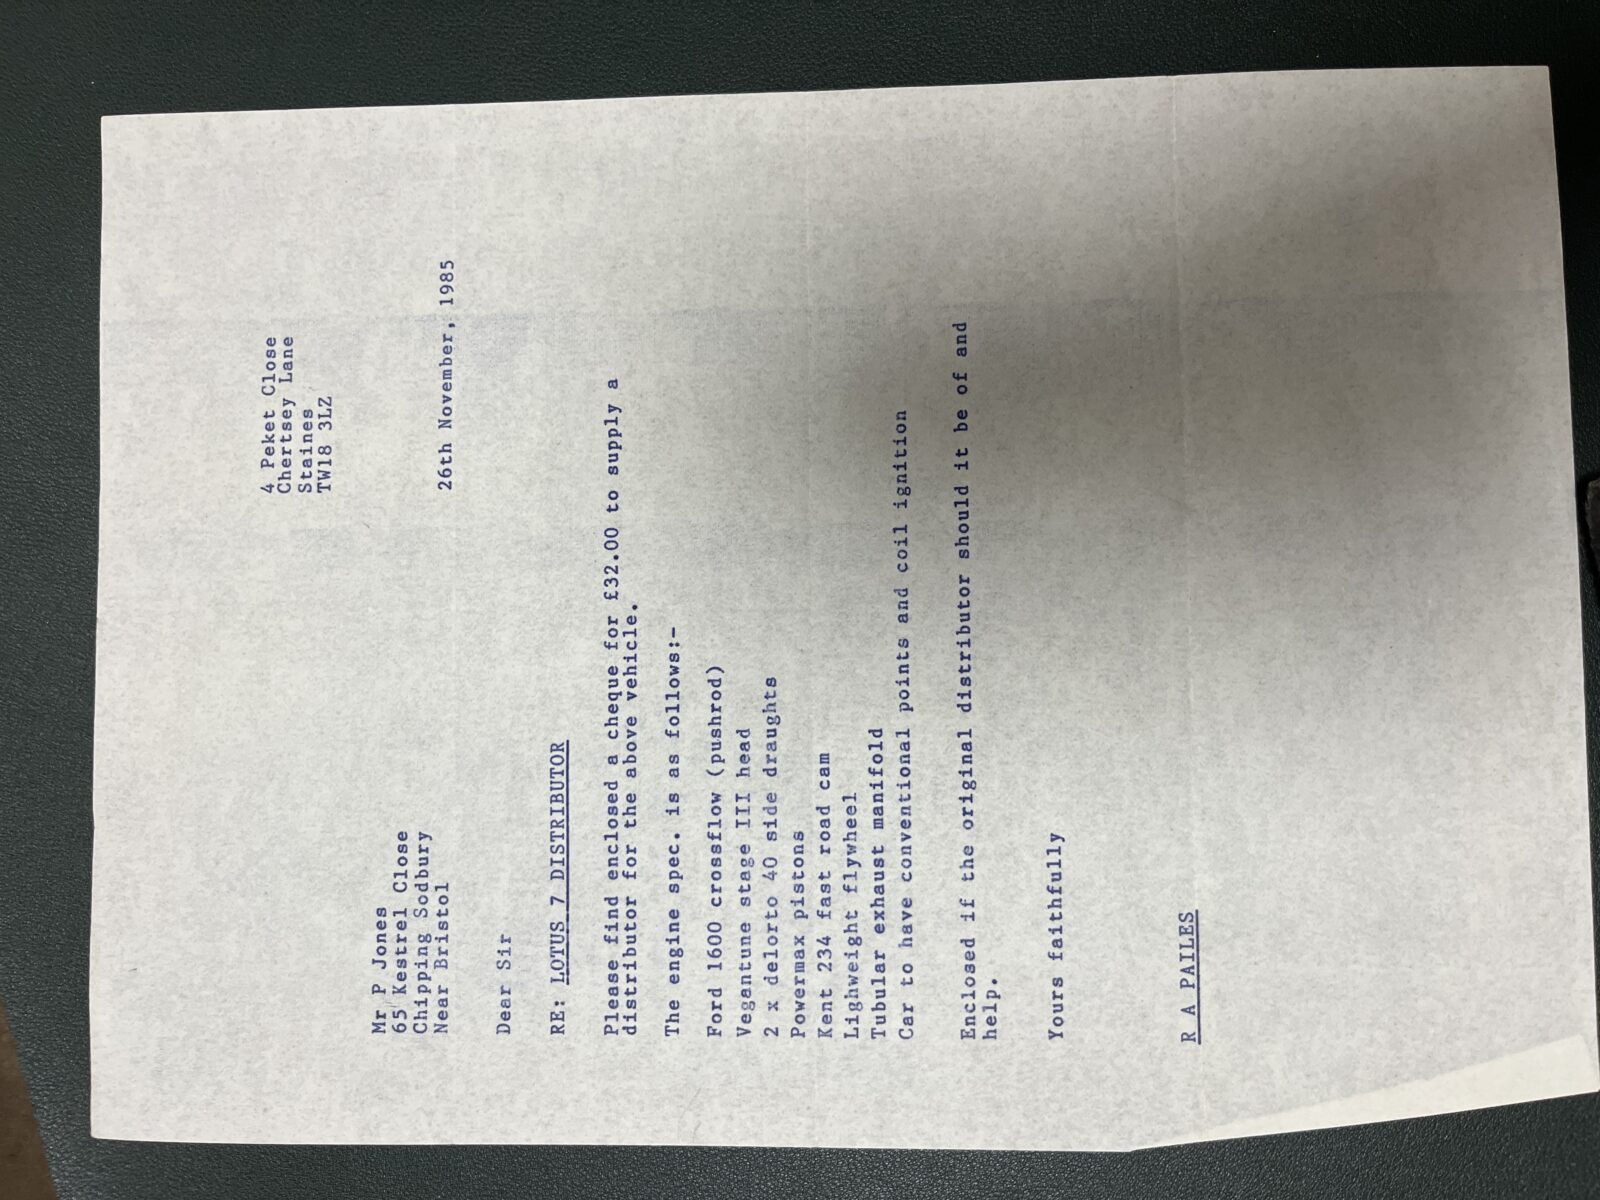 4 Peket Close
Chertsey Lane
Staines
TW18 3LZ
Mr P Jones
65 Kestrel Close
Chipping Sodbury
Near Bristol
26th November, 1985
Dear Sir
RE: LOTUS 7 DISTRIBUTOR
Please find enclosed a cheque for £32.00 to supply a
distributor for the above vehicle.
The engine spec. is as follows:-
Ford 1600 crossflow (pushrod)
Vegantune stage III head
2 x delorto 40 side draughts
Powermax pistons
Kent 234 fast road cam
Lighweight flywheel
Tubular exhaust manifold
Car to have conventional points and coil ignition
Enclosed if the original distributor should it be of and
help.
Yours faithfully
R A PAILES